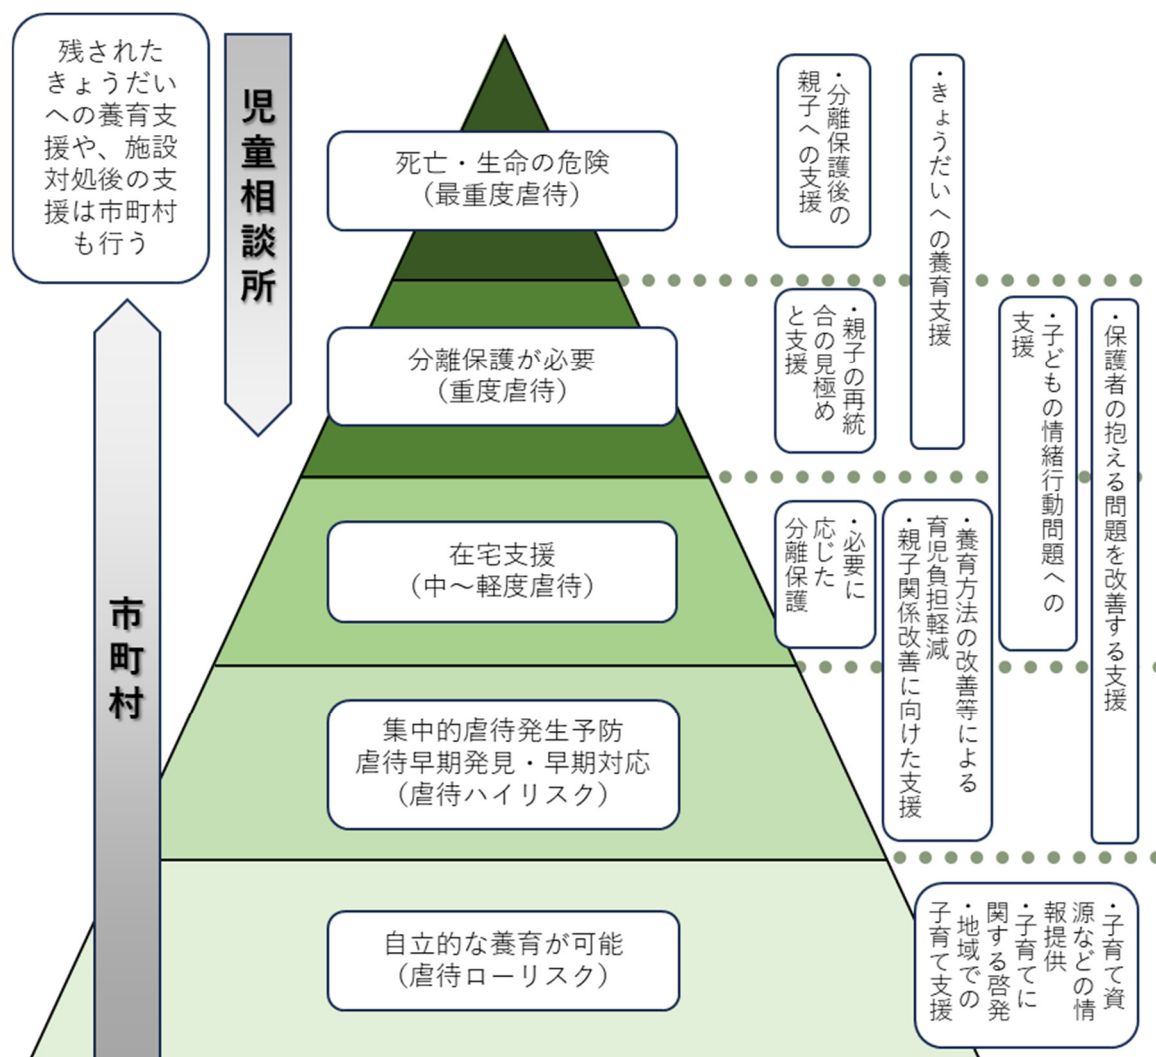 残された
きょうだい
への養育支
援や、施設
対処後の支
援は市町村
も行う
児童相談所
市町村
死亡・生命の危険
（最重度虐待）
分離保護が必要
（重度虐待）
在宅支援
（中～軽度虐待）
集中的虐待発生予防
虐待早期発見・早期対応
（虐待ハイリスク）
自立的な養育が可能
（虐待ローリスク）
・分離保護後の
親子への支援
・きょうだいへの養育支援
・親子の再統
合の見極め
と支援
・子どもの情緒行動問題への
支援
・保護者の抱える問題を改善する支援
・必要に
応じた
分離保護
・養育方法の改善等による
育児負担軽減
・親子関係改善に向けた支援
・子育て資
源などの情
報提供
・子育てに
関する啓発
・地域での
子育て支援